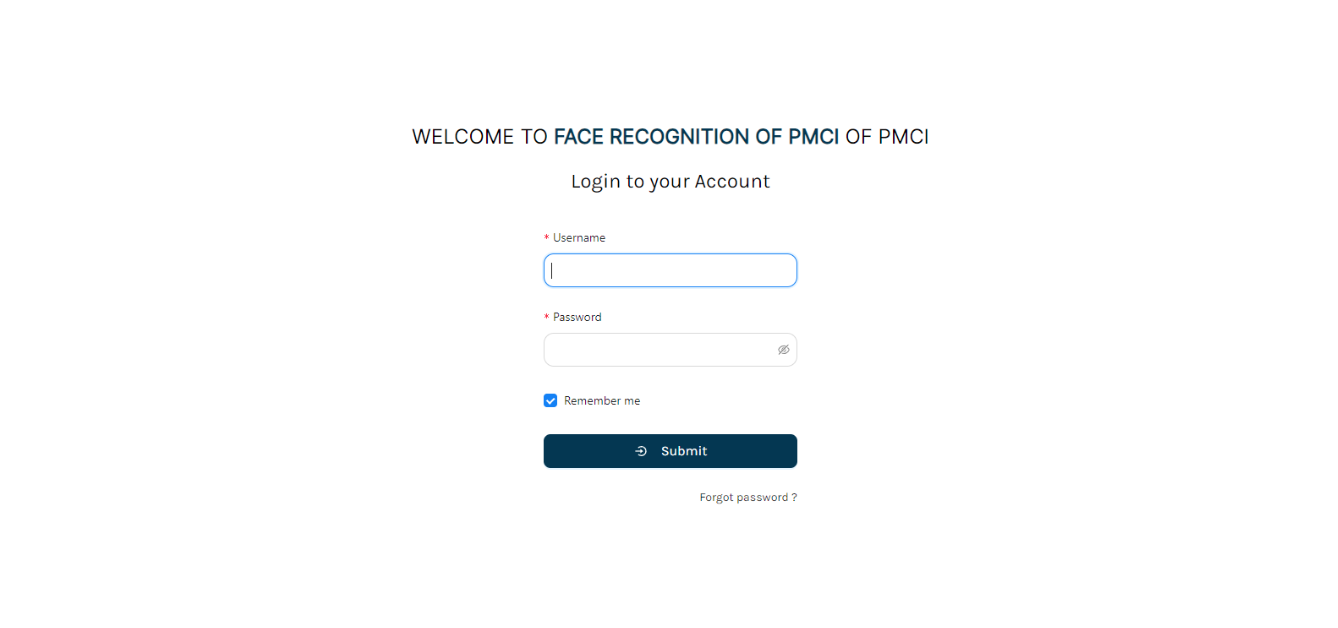 WELCOME TO FACE RECOGNITION OF PMCI OF PMCI
Login to your Account
* Username
* Password
Remember me
Submit
Forgot password ?